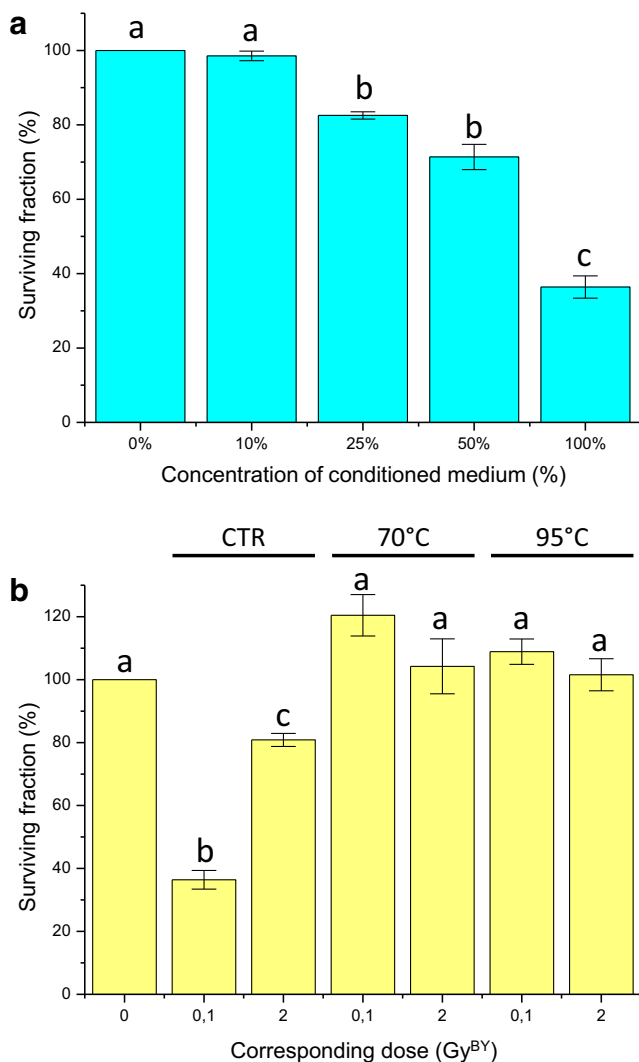 a
a a
b
b
c
100
80
60
40
20
0
Surviving fraction (%)
0% 10% 25% 50% 100%
Concentration of conditioned medium (%)
CTR 70°C 95°C
b
a b c a a a a
120
100
80
60
40
20
0
Surviving fraction (%)
0 0,1 2 0,1 2 0,1 2
Corresponding dose (Gy^BY)